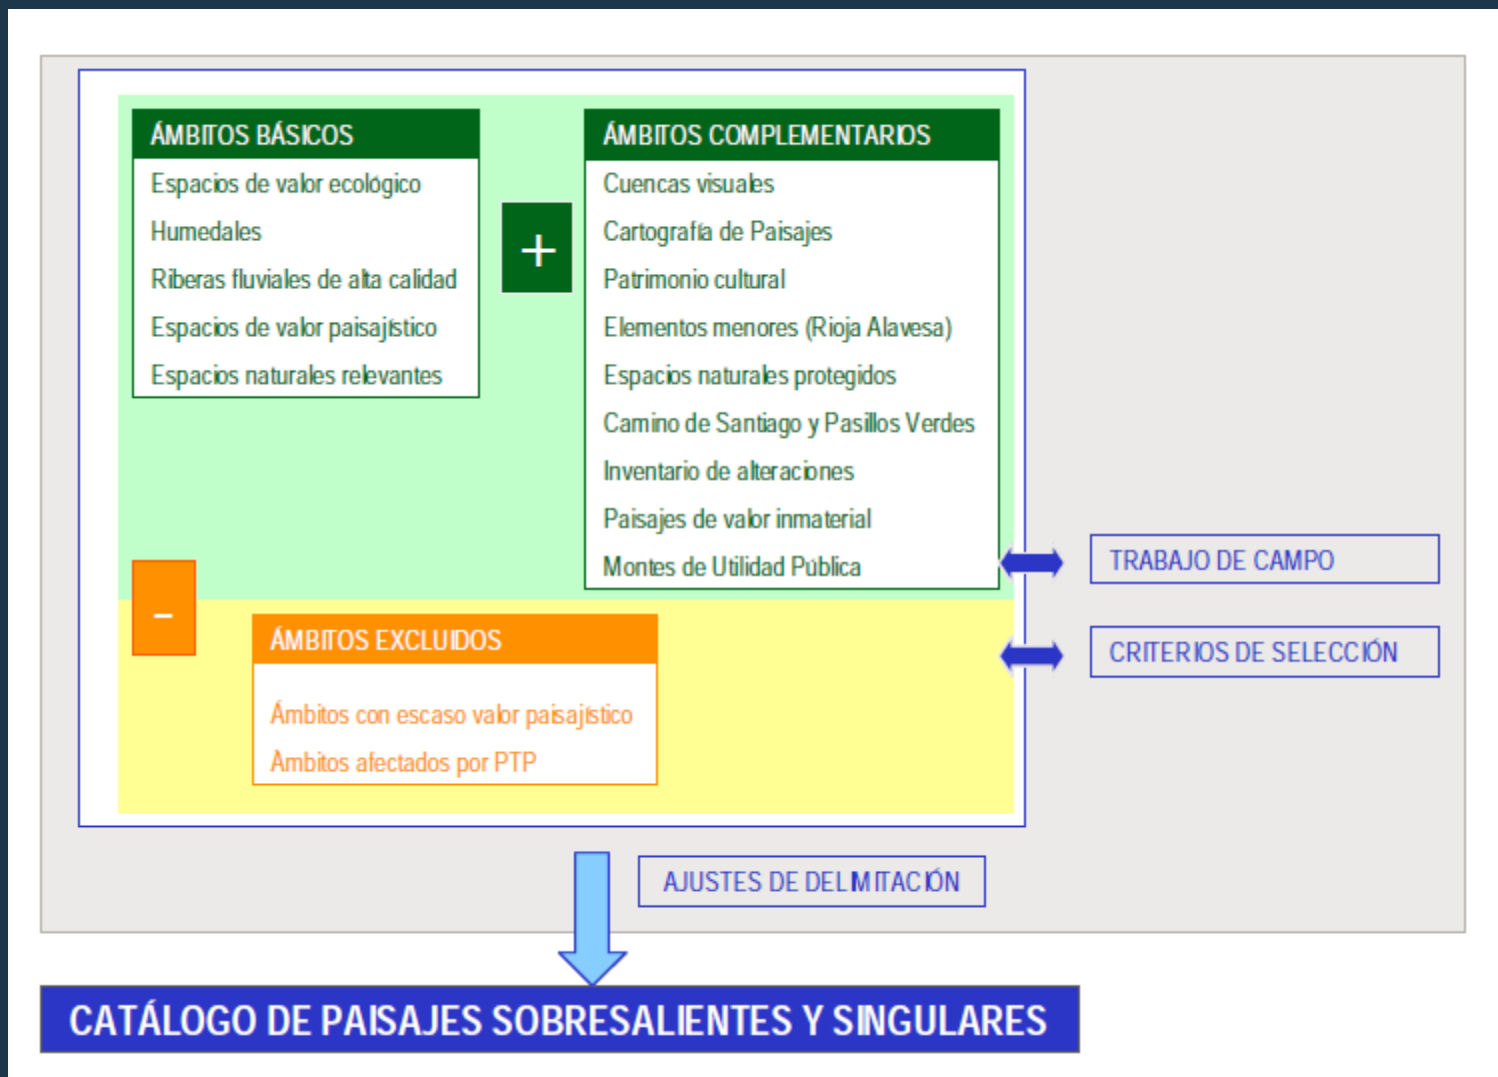 ÁMBITOS BÁSICOS
Espacios de valor ecológico
Humedales
Riberas fluviales de alta calidad
Espacios de valor paisajístico
Espacios naturales relevantes
+
ÁMBITOS COMPLEMENTARIOS
Cuencas visuales
Cartografía de Paisajes
Patrimonio cultural
Elementos menores (Rioja Alavesa)
Espacios naturales protegidos
Camino de Santiago y Pasillos Verdes
Inventario de alteraciones
Paisajes de valor inmaterial
Montes de Utilidad Pública
-
ÁMBITOS EXCLUIDOS
Ámbitos con escaso valor paisajístico
Ámbitos afectados por PTP
TRABAJO DE CAMPO
CRITERIOS DE SELECCIÓN
AJUSTES DE DELIMITACIÓN
CATÁLOGO DE PAISAJES SOBRESALIENTES Y SINGULARES